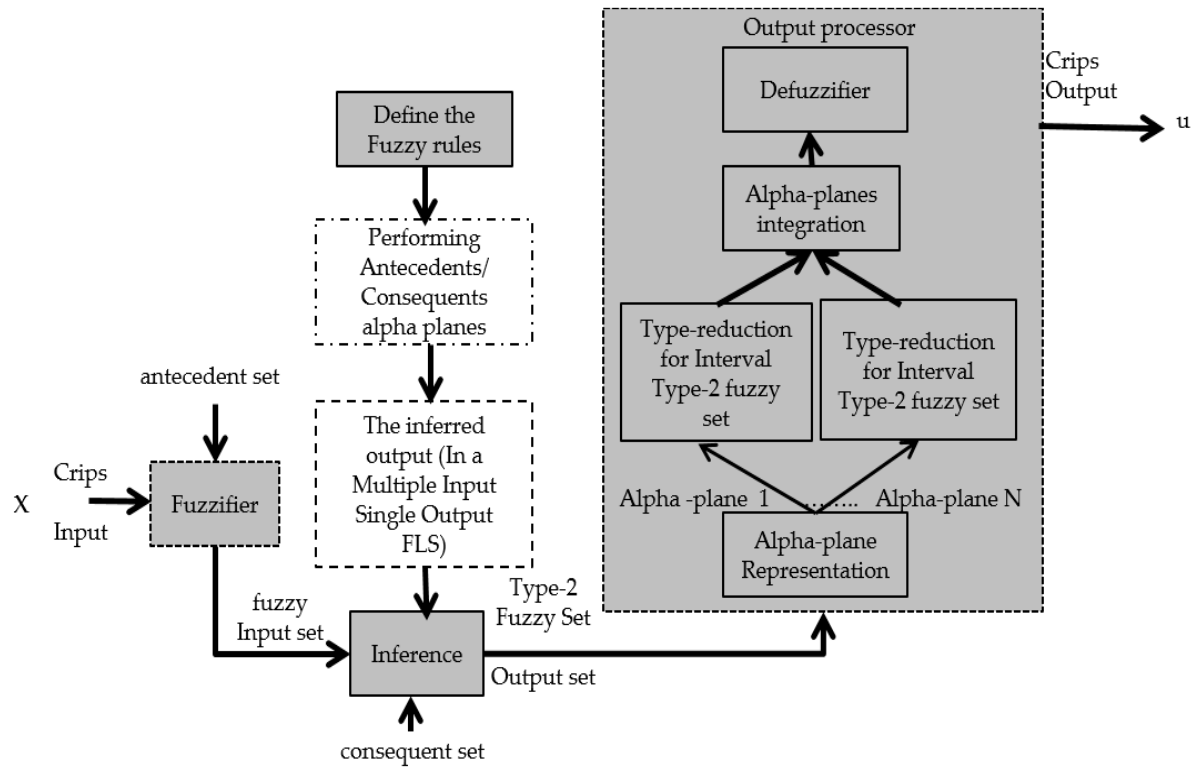 Output processor
Defuzzifier
Crips
Output
u
Define the
Fuzzy rules
Alpha-planes
integration
Performing
Antecedents/
Consequents
alpha planes
Type-reduction
for Interval
Type-2 fuzzy
set
Type-reduction
for Interval
Type-2 fuzzy set
antecedent set
The inferred
output (In a
Multiple Input
Single Output
FLS)
X
Crips
Input
Fuzzifier
Alpha -plane 1 ........ Alpha-plane N
Alpha-plane
Representation
fuzzy
Input set
Type-2
Fuzzy Set
Inference
Output set
consequent set